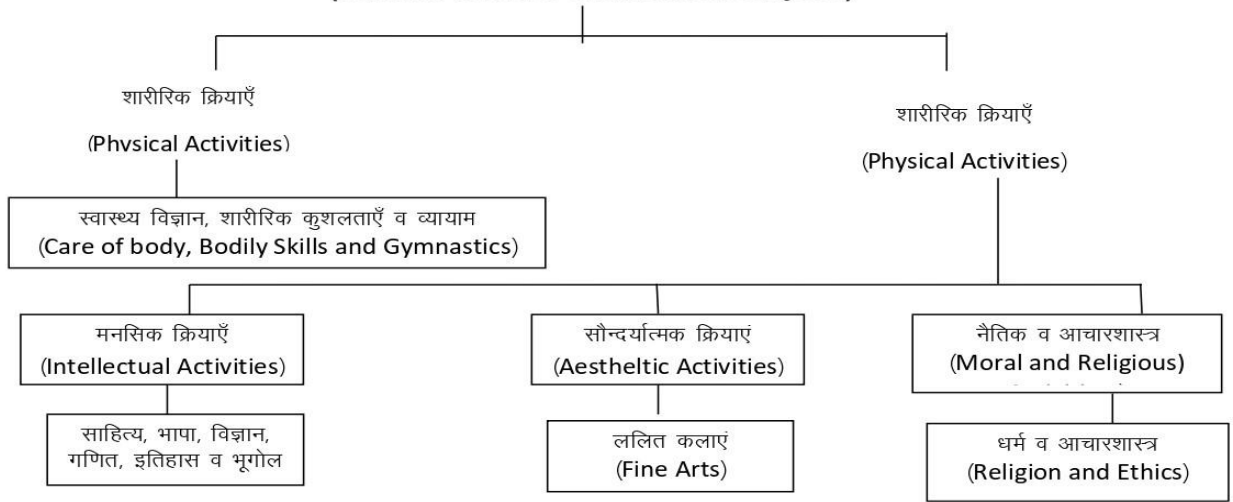 शारीरिक क्रियाएँ
(Physical Activities)
शारीरिक क्रियाएँ
(Physical Activities)
स्वास्थ्य विज्ञान, शारीरिक कुशलताएँ व व्यायाम
(Care of body, Bodily Skills and Gymnastics)
मनसिक क्रियाएँ
(Intellectual Activities)
सौन्दर्यात्मक क्रियाएं
(Aestheltic Activities)
नैतिक व आचारशास्त्र
(Moral and Religious)
साहित्य, भापा, विज्ञान,
गणित, इतिहास व भूगोल
ललित कलाएं
(Fine Arts)
धर्म व आचारशास्त्र
(Religion and Ethics)